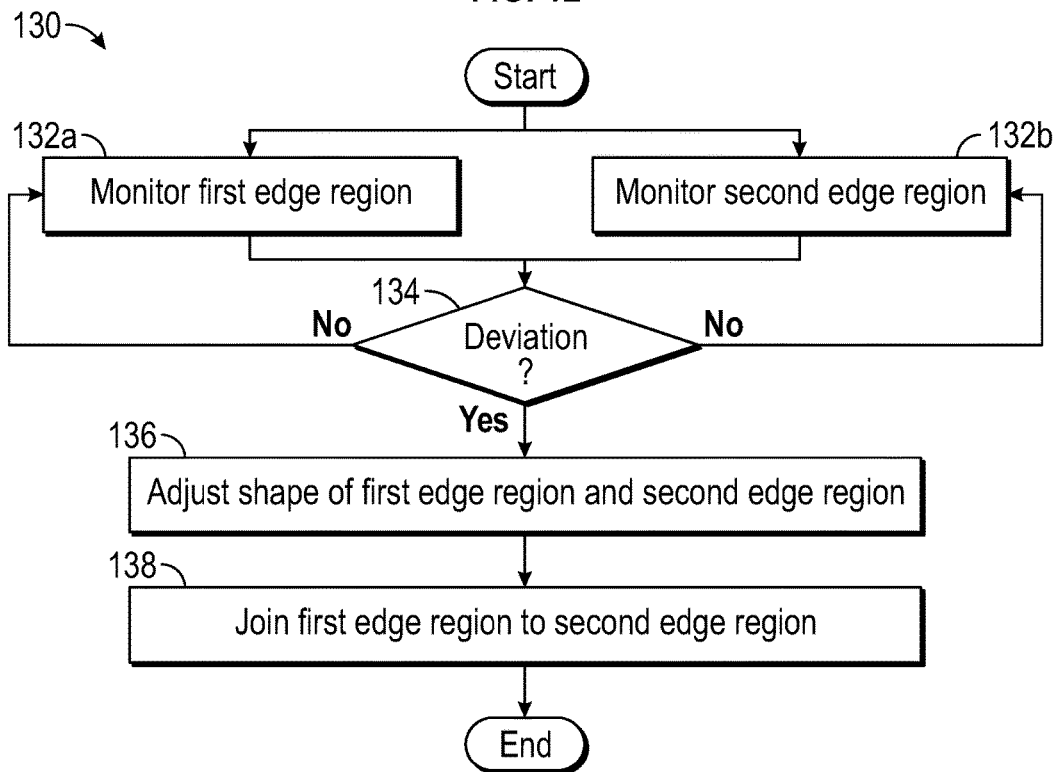 130
Start
132a
132b
Monitor first edge region
Monitor second edge region
134
No
Deviation
?
No
Yes
136
Adjust shape of first edge region and second edge region
138
Join first edge region to second edge region
End